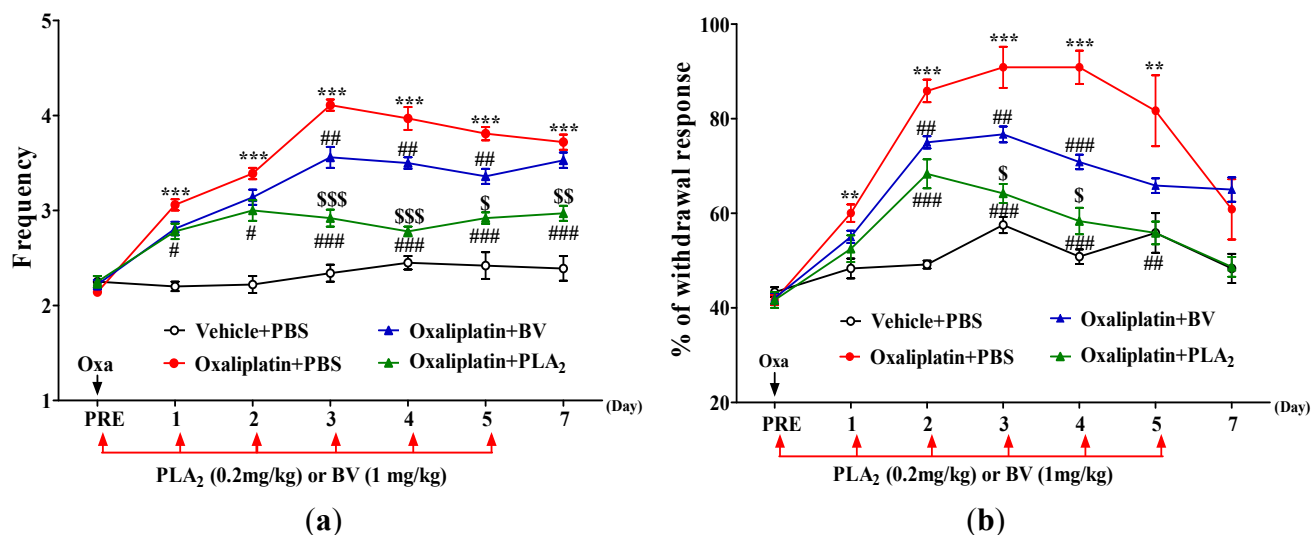 5
4
3
2
1
Frequency
***
***
***
***
***
***
##
##
##
$$$
$$$
$
$$
#
#
###
###
###
###
Vehicle+PBS
Oxaliplatin+BV
Oxaliplatin+PBS
Oxaliplatin+PLA₂
Oxa
PRE 1 2 3 4 5 7 (Day)
PLA₂ (0.2mg/kg) or BV (1 mg/kg)
(a)
100
80
60
40
20
% of withdrawal response
**
***
***
***
**
##
##
###
$
$
###
###
###
##
Vehicle+PBS
Oxaliplatin+BV
Oxaliplatin+PBS
Oxaliplatin+PLA₂
Oxa
PRE 1 2 3 4 5 7 (Day)
PLA₂ (0.2mg/kg) or BV (1mg/kg)
(b)